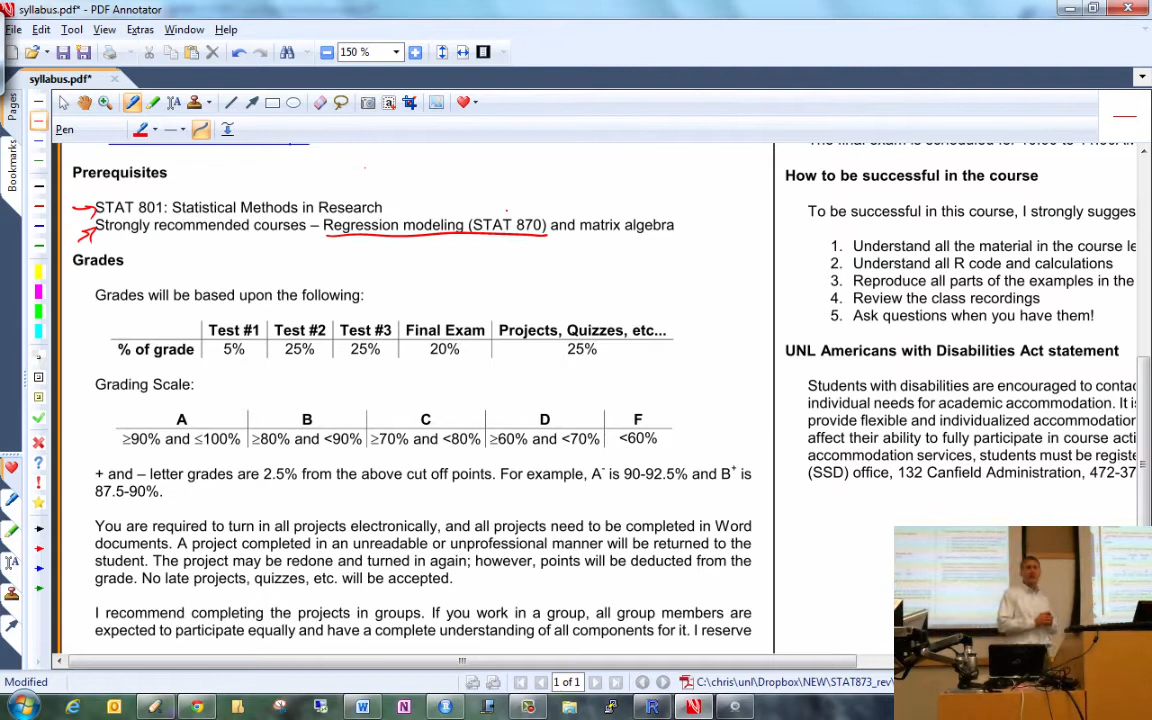 syllabus.pdf* - PDF Annotator
File Edit Tool View Extras Window Help
150 %
syllabus.pdf*
Pen
Pages
Bookmarks
Prerequisites
STAT 801: Statistical Methods in Research
Strongly recommended courses – Regression modeling (STAT 870) and matrix algebra
Grades
Grades will be based upon the following:
Test #1 Test #2 Test #3 Final Exam Projects, Quizzes, etc...
% of grade 5% 25% 25% 20% 25%
Grading Scale:
A B C D F
≥90% and ≤100% ≥80% and <90% ≥70% and <80% ≥60% and <70% <60%
+ and – letter grades are 2.5% from the above cut off points. For example, A- is 90-92.5% and B+ is
87.5-90%.
You are required to turn in all projects electronically, and all projects need to be completed in Word
documents. A project completed in an unreadable or unprofessional manner will be returned to the
student. The project may be redone and turned in again; however, points will be deducted from the
grade. No late projects, quizzes, etc. will be accepted.
I recommend completing the projects in groups. If you work in a group, all group members are
expected to participate equally and have a complete understanding of all components for it. I reserve
How to be successful in the course
To be successful in this course, I strongly sugges
1. Understand all the material in the course le
2. Understand all R code and calculations
3. Reproduce all parts of the examples in the
4. Review the class recordings
5. Ask questions when you have them!
UNL Americans with Disabilities Act statement
Students with disabilities are encouraged to contac
individual needs for academic accommodation. It i
provide flexible and individualized accommodation
affect their ability to fully participate in course acti
accommodation services, students must be registe
(SSD) office, 132 Canfield Administration, 472-37
Modified
1 of 1
C:\chris\unl\Dropbox\NEW\STAT873_rev\